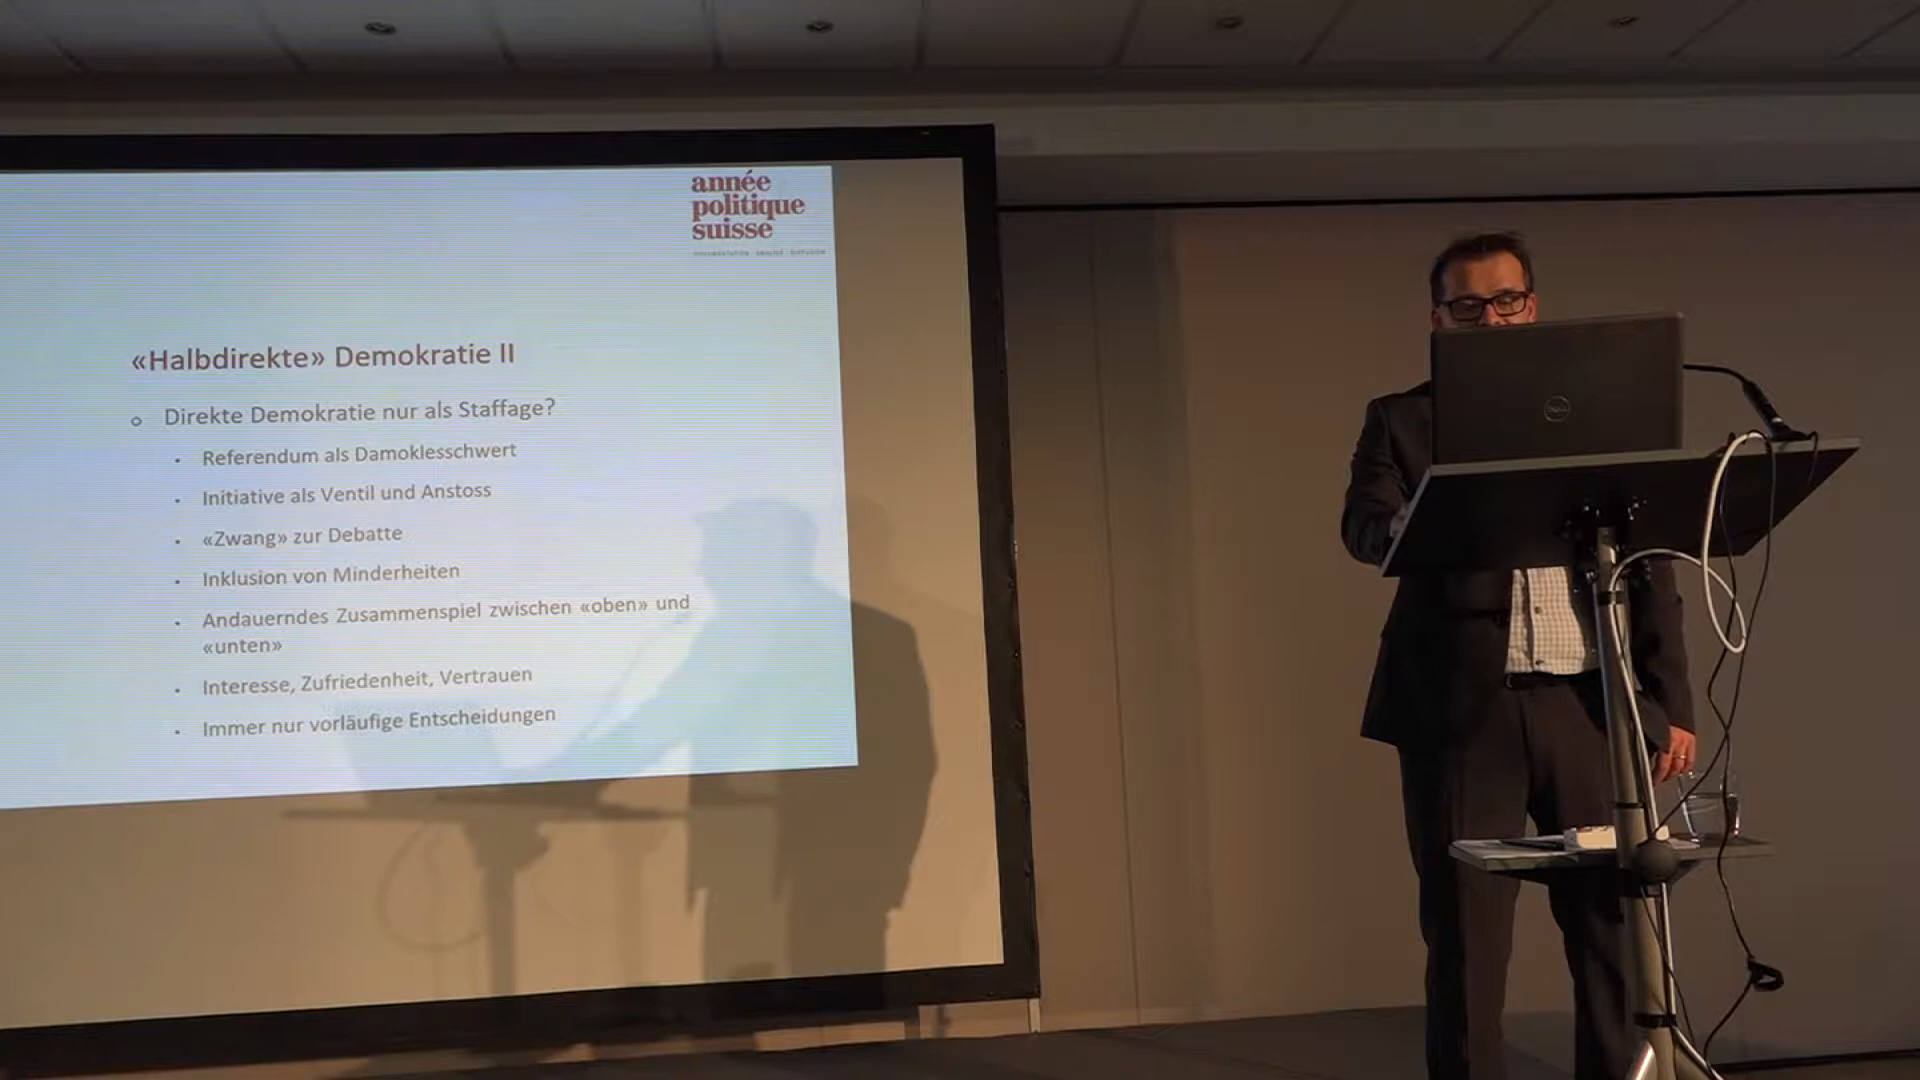 année
politique
suisse
«Halbdirekte» Demokratie II
o Direkte Demokratie nur als Staffage?
▪ Referendum als Damoklesschwert
▪ Initiative als Ventil und Anstoss
▪ «Zwang» zur Debatte
▪ Inklusion von Minderheiten
▪ Andauerndes Zusammenspiel zwischen «oben» und
«unten»
▪ Interesse, Zufriedenheit, Vertrauen
▪ Immer nur vorläufige Entscheidungen
DELL